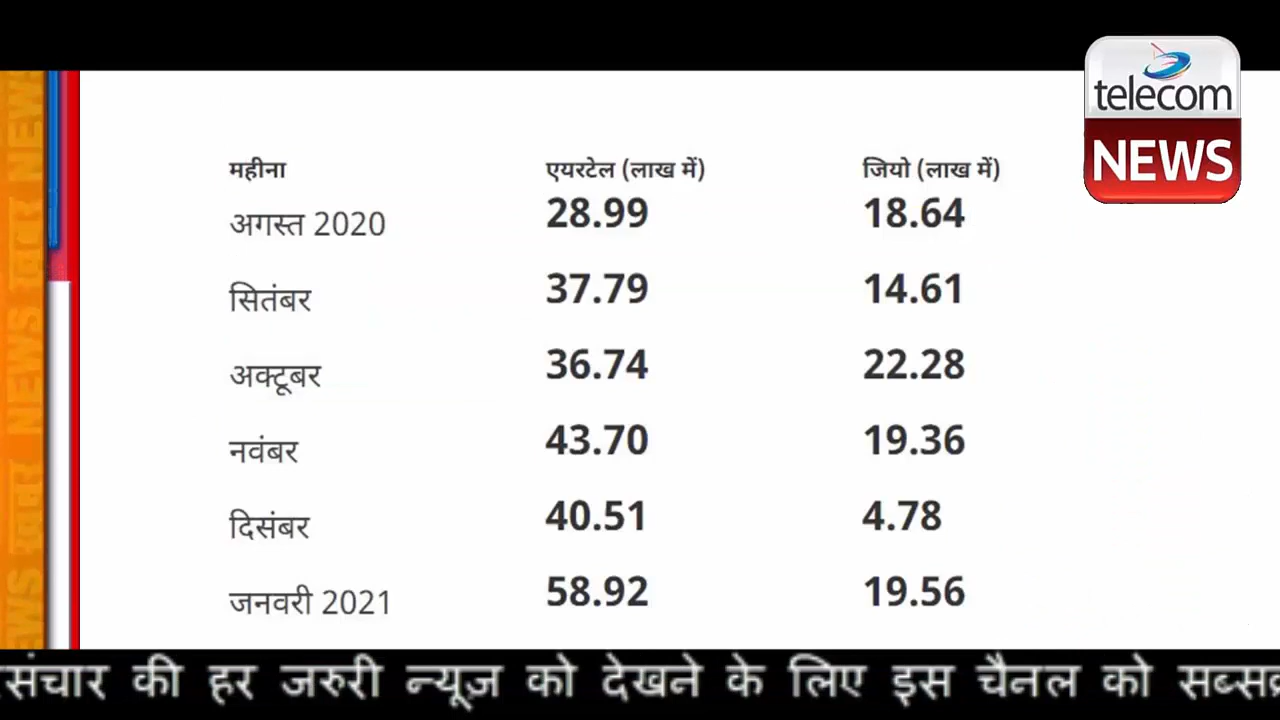 telecom
NEWS
महीना एयरटेल (लाख में) जियो (लाख में)
अगस्त 2020 28.99 18.64
सितंबर 37.79 14.61
अक्टूबर 36.74 22.28
नवंबर 43.70 19.36
दिसंबर 40.51 4.78
जनवरी 2021 58.92 19.56
की हर जरुरी न्यूज़ को देखने के लिए इस चैनल को